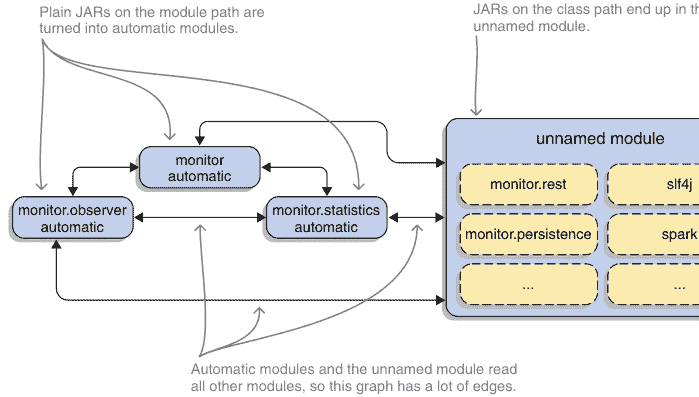 Plain JARs on the module path are
turned into automatic modules.
JARs on the class path end up in th
unnamed module.
monitor
automatic
monitor.observer
automatic
monitor.statistics
automatic
unnamed module
monitor.rest
slf4j
monitor.persistence
spark
...
...
Automatic modules and the unnamed module read
all other modules, so this graph has a lot of edges.